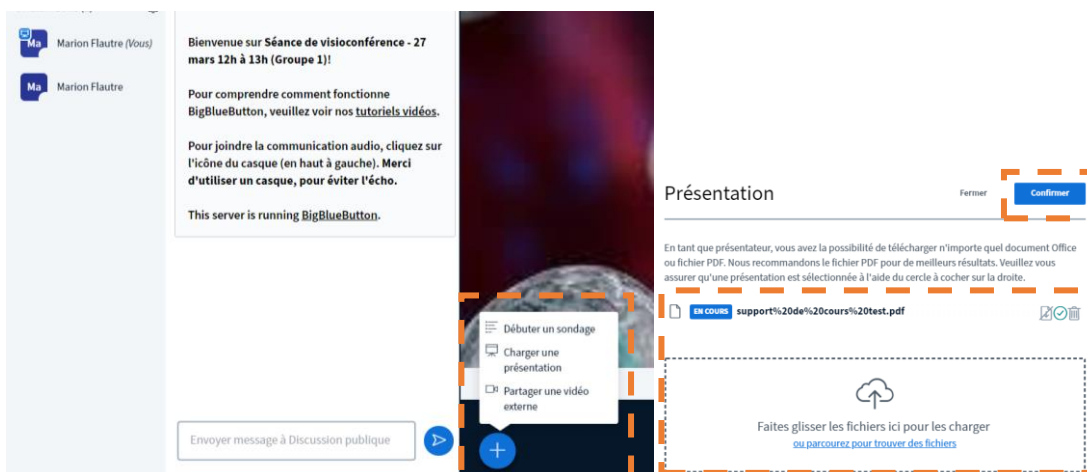 Ma Marion Flautre (Vous)
Ma Marion Flautre
Bienvenue sur Séance de visioconférence - 27
mars 12h à 13h (Groupe 1)!
Pour comprendre comment fonctionne
BigBlueButton, veuillez voir nos tutoriels vidéos.
Pour joindre la communication audio, cliquez sur
l'icône du casque (en haut à gauche). Merci
d'utiliser un casque, pour éviter l'écho.
This server is running BigBlueButton.
Envoyer message à Discussion publique
Débuter un sondage
Charger une
présentation
Partager une vidéo
externe
Présentation
Fermer
Confirmer
En tant que présentateur, vous avez la possibilité de télécharger n'importe quel document Office
ou fichier PDF. Nous recommandons le fichier PDF pour de meilleurs résultats. Veuillez vous
assurer qu'une présentation est sélectionnée à l'aide du cercle à cocher sur la droite.
EN COURS support%20de%20cours%20test.pdf
Faites glisser les fichiers ici pour les charger
ou parcourez pour trouver des fichiers